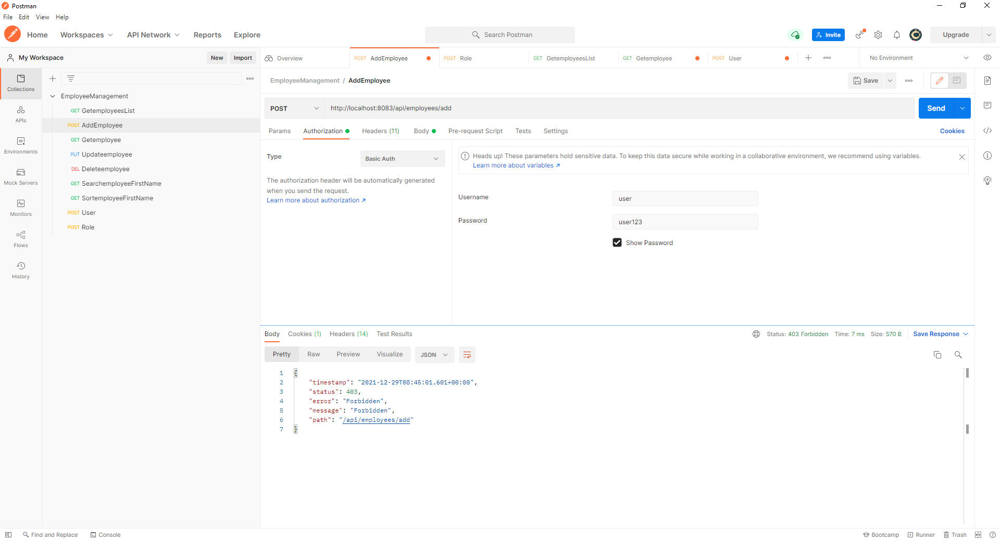 Postman
File Edit View Help
Home Workspaces API Network Reports Explore
Search Postman
Invite
Upgrade
My Workspace
New Import
Overview
POST AddEmployee
POST Role
GET GetemployeesList
GET Getemployee
POST User
No Environment
Collections
APIs
Environments
Mock Servers
Monitors
Flows
History
EmployeeManagement
GET GetemployeesList
POST AddEmployee
GET Getemployee
PUT Updateemployee
DEL Deleteemployee
GET SearchemployeeFirstName
GET SortemployeeFirstName
POST User
POST Role
EmployeeManagement / AddEmployee
Save
POST http://localhost:8083/api/employees/add
Send
Params Authorization Headers (11) Body Pre-request Script Tests Settings
Cookies
Type Basic Auth
The authorization header will be automatically generated
when you send the request.
Learn more about authorization ↗
Heads up! These parameters hold sensitive data. To keep this data secure while working in a collaborative environment, we recommend using variables.
Learn more about variables ↗
Username user
Password user123
Show Password
Body Cookies (1) Headers (14) Test Results
Status: 403 Forbidden Time: 7 ms Size: 570 B
Save Response
Pretty Raw Preview Visualize JSON
1 {
2 "timestamp": "2021-12-29T08:45:01.601+00:00",
3 "status": 403,
4 "error": "Forbidden",
5 "message": "Forbidden",
6 "path": "/api/employees/add"
7 }
Find and Replace Console
Bootcamp Runner Trash